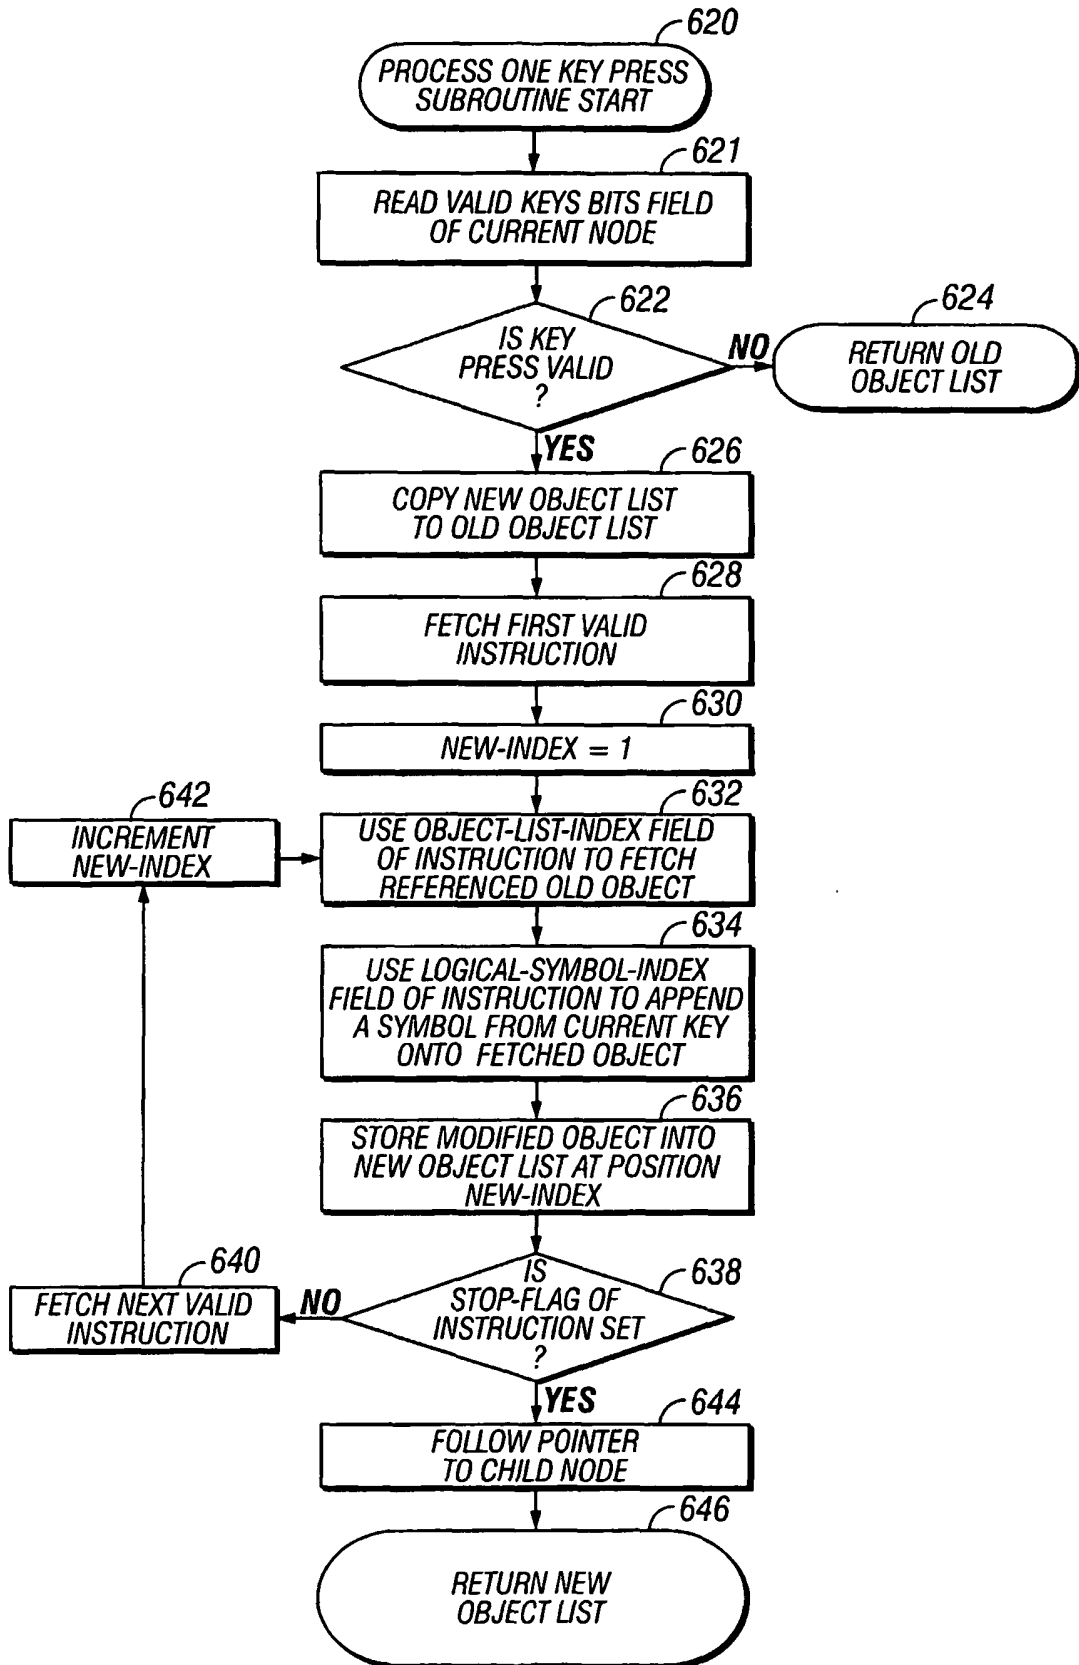 620
PROCESS ONE KEY PRESS
SUBROUTINE START
621
READ VALID KEYS BITS FIELD
OF CURRENT NODE
622
IS KEY
PRESS VALID
?
NO
624
RETURN OLD
OBJECT LIST
YES
626
COPY NEW OBJECT LIST
TO OLD OBJECT LIST
628
FETCH FIRST VALID
INSTRUCTION
630
NEW-INDEX = 1
642
INCREMENT
NEW-INDEX
632
USE OBJECT-LIST-INDEX FIELD
OF INSTRUCTION TO FETCH
REFERENCED OLD OBJECT
634
USE LOGICAL-SYMBOL-INDEX
FIELD OF INSTRUCTION TO APPEND
A SYMBOL FROM CURRENT KEY
ONTO FETCHED OBJECT
636
STORE MODIFIED OBJECT INTO
NEW OBJECT LIST AT POSITION
NEW-INDEX
638
IS
STOP-FLAG OF
INSTRUCTION SET
?
NO
640
FETCH NEXT VALID
INSTRUCTION
YES
644
FOLLOW POINTER
TO CHILD NODE
646
RETURN NEW
OBJECT LIST